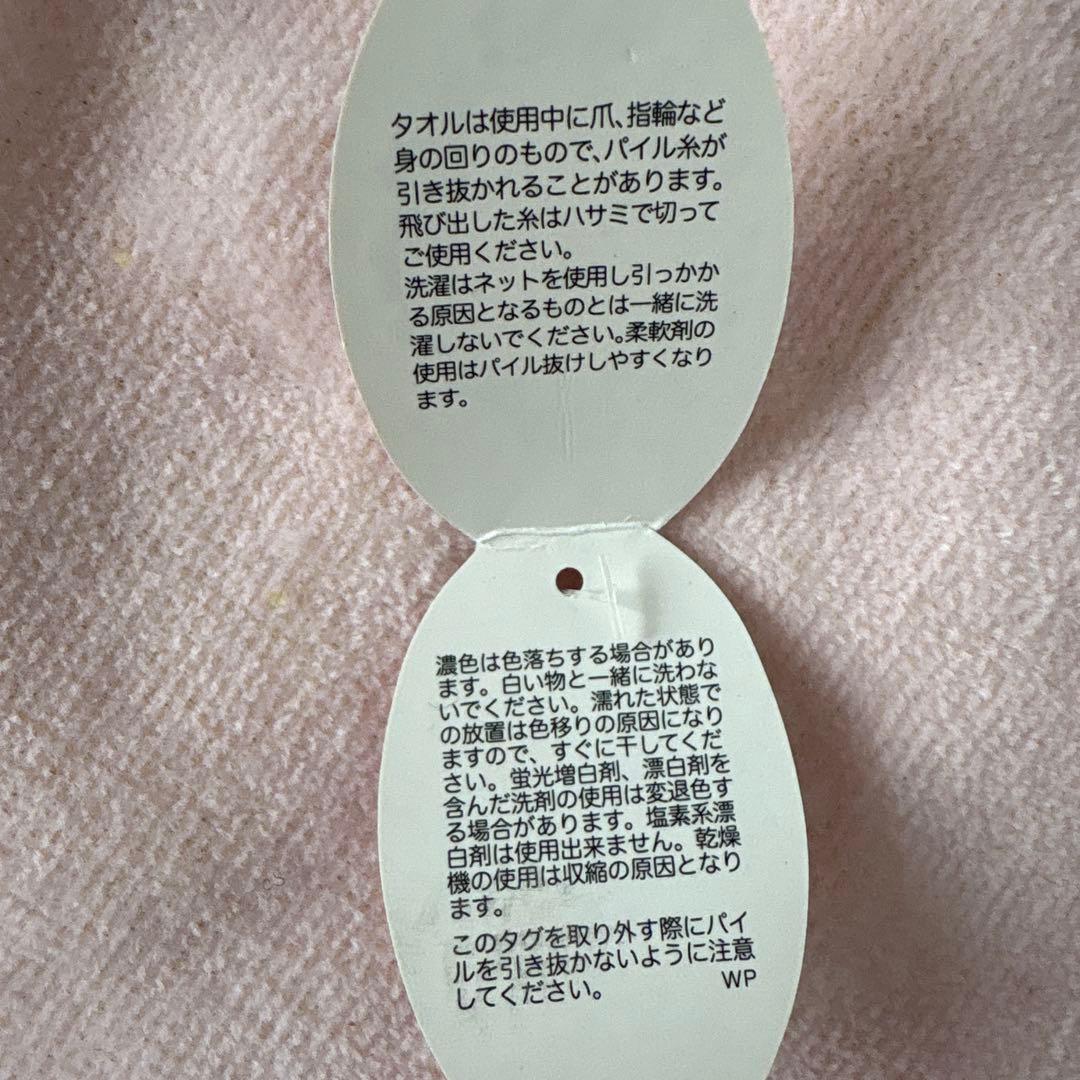 タオルは使用中に爪、指輪など
身の回りのもので、パイル糸が
引き抜かれることがあります。
飛び出した糸はハサミで切って
ご使用ください。
洗濯はネットを使用し引っかか
る原因となるものとは一緒に洗
濯しないでください。柔軟剤の
使用はパイル抜けしやすくなり
ます。
濃色は色落ちする場合があり
ます。白い物と一緒に洗わな
いでください。濡れた状態で
の放置は色移りの原因になり
ますので、すぐに干してくだ
さい。蛍光増白剤、漂白剤を
含んだ洗剤の使用は変退色す
る場合があります。塩素系漂
白剤は使用出来ません。乾燥
機の使用は収縮の原因となり
ます。
このタグを取り外す際にパイ
ルを引き抜かないように注意
してください。
WP